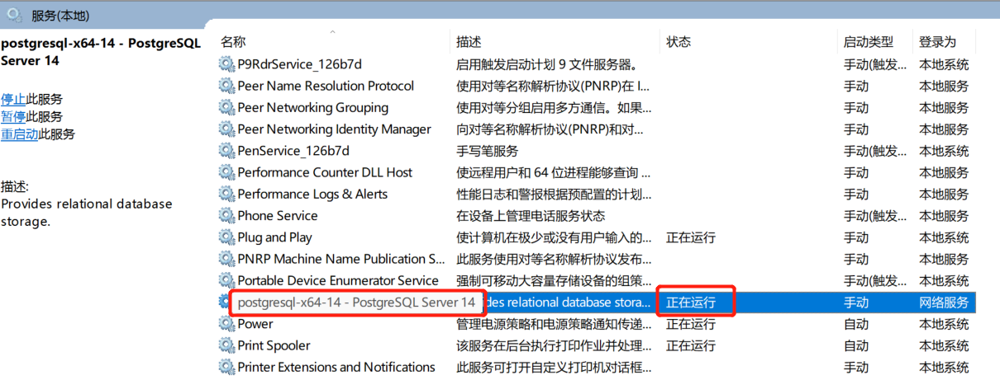 服务(本地)
postgresql-x64-14 - PostgreSQL
Server 14
停止此服务
暂停此服务
重启动此服务
描述:
Provides relational database
storage.
名称 描述 状态 启动类型 登录为
P9RdrService_126b7d 启用触发启动计划 9 文件服务器。 手动(触发... 本地系统
Peer Name Resolution Protocol 使用对等名称解析协议(PNRP)在 I... 手动 本地服务
Peer Networking Grouping 使用对等分组启用多方通信。如果... 手动 本地服务
Peer Networking Identity Manager 向对等名称解析协议(PNRP)和对... 手动 本地服务
PenService_126b7d 手写笔服务 手动(触发... 本地系统
Performance Counter DLL Host 使远程用户和 64 位进程能够查询 ... 手动 本地服务
Performance Logs & Alerts 性能日志和警报根据预配置的计划... 手动 本地服务
Phone Service 在设备上管理电话服务状态 手动(触发... 本地服务
Plug and Play 使计算机在极少或没有用户输入的... 正在运行 手动 本地系统
PNRP Machine Name Publication S... 此服务使用对等名称解析协议发布... 手动 本地服务
Portable Device Enumerator Service 强制可移动大容量存储设备的组策... 手动(触发... 本地系统
postgresql-x64-14 - PostgreSQL Server 14 des relational database stora... 正在运行 手动 网络服务
Power 管理电源策略和电源策略通知传递... 正在运行 自动 本地系统
Print Spooler 该服务在后台执行打印作业并处理... 正在运行 自动 本地系统
Printer Extensions and Notifications 此服务可打开自定义打印机对话框... 手动 本地系统